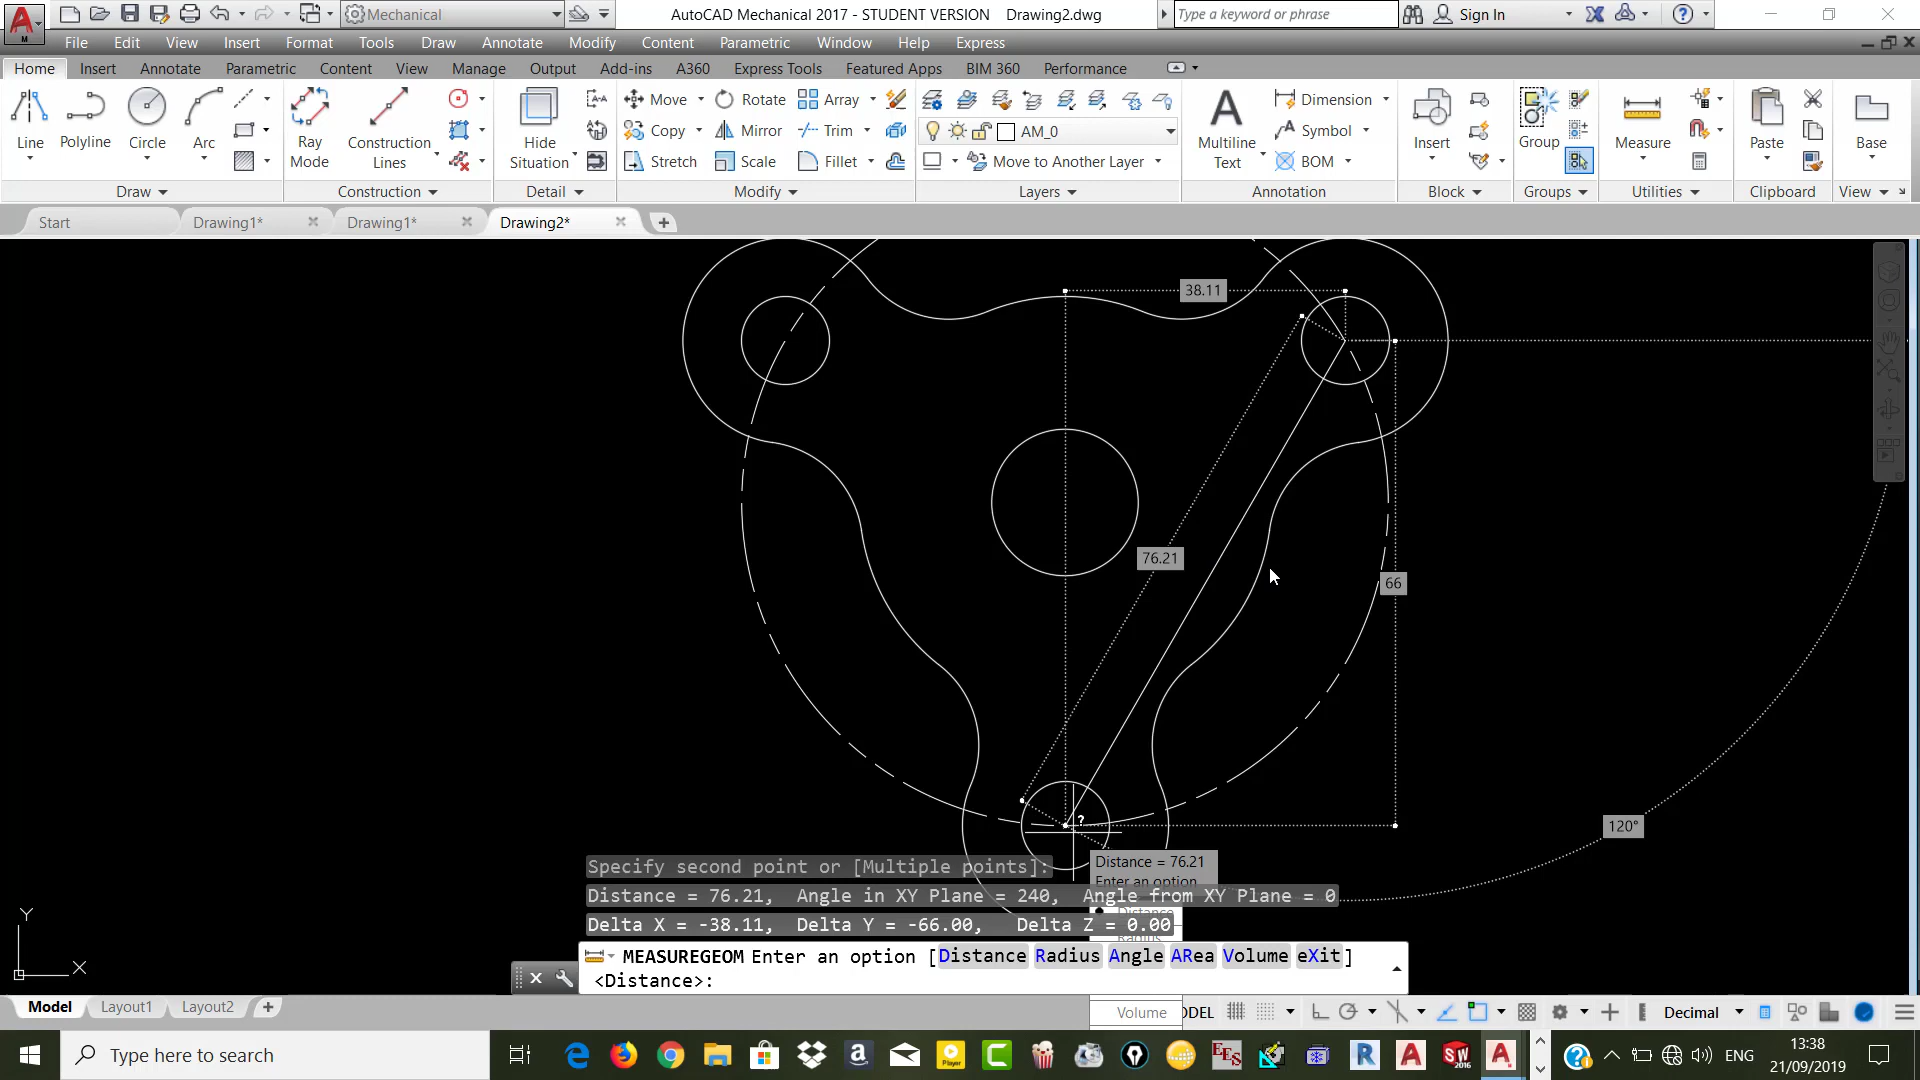 Mechanical
AutoCAD Mechanical 2017 - STUDENT VERSION Drawing2.dwg
Type a keyword or phrase
Sign In
File Edit View Insert Format Tools Draw Annotate Modify Content Parametric Window Help Express
Home Insert Annotate Parametric Content View Manage Output Add-ins A360 Express Tools Featured Apps BIM 360 Performance
Line
Polyline
Circle
Arc
Ray Mode
Construction Lines
Hide Situation
Move Rotate Array
Copy Mirror Trim
Stretch Scale Fillet
AM_0
Move to Another Layer
Multiline Text
Dimension
Symbol
BOM
Insert
Group
Measure
Paste
Base
Draw Construction Detail Modify Layers Annotation Block Groups Utilities Clipboard View
Start Drawing1* Drawing1* Drawing2*
38.11
76.21
66
120°
?
Distance = 76.21
Enter an option
Distance
Radius
Specify second point or [Multiple points]:
Distance = 76.21, Angle in XY Plane = 240, Angle from XY Plane = 0
Delta X = -38.11, Delta Y = -66.00, Delta Z = 0.00
MEASUREGEOM Enter an option [Distance Radius Angle ARea Volume eXit]
<Distance>:
Y
X
Model Layout1 Layout2
Volume
Decimal
Type here to search
ENG
13:38
21/09/2019